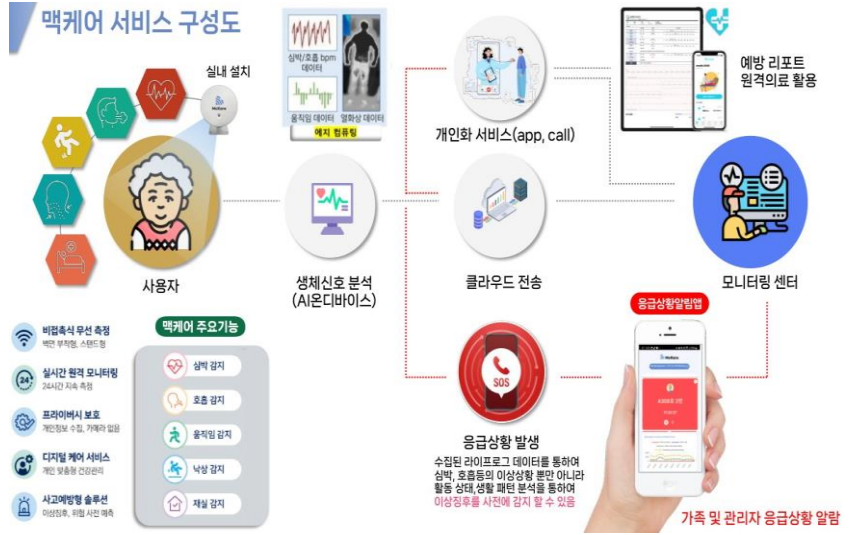 맥케어 서비스 구성도
실내 설치
심박/호흡 bpm
데이터
움직임 데이터
열화상 데이터
에지 컴퓨팅
개인화 서비스(app, call)
예방 리포트
원격의료 활용
사용자
생체신호 분석
(AI온디바이스)
클라우드 전송
모니터링 센터
비접촉식 무선 측정
벽면 부착형, 스탠드형
24
실시간 원격 모니터링
24시간 지속 측정
프라이버시 보호
개인정보 수집, 카메라 없음
디지털 케어 서비스
개인 맞춤형 건강관리
사고예방형 솔루션
이상징후, 위험 사전 예측
맥케어 주요기능
심박 감지
호흡 감지
움직임 감지
낙상 감지
재실 감지
SOS
응급상황 발생
수집된 라이프로그 데이터를 통하여
심박, 호흡등의 이상상황 뿐만 아니라
활동 상태,생활 패턴 분석을 통하여
이상징후를 사전에 감지 할 수 있음
응급상황알림앱
가족 및 관리자 응급상황 알람